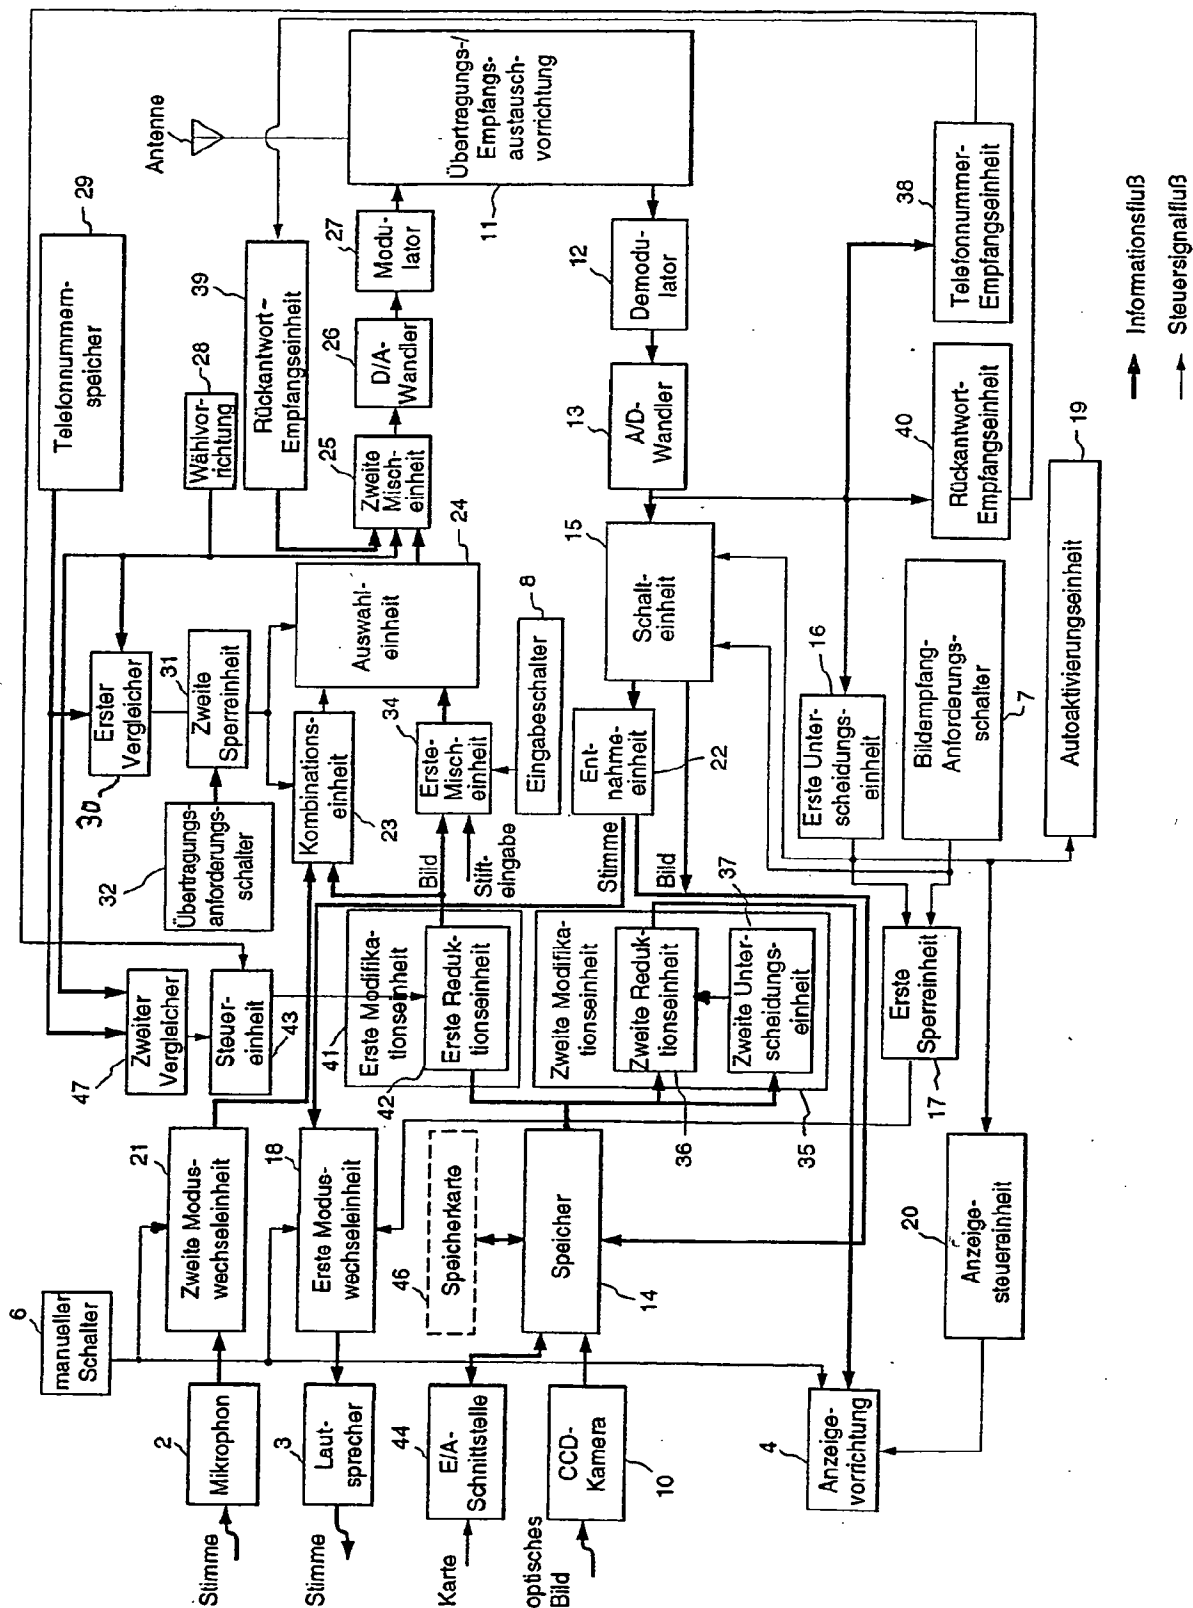 Stimme
2
Mikrophon
6
manueller
Schalter
21
Zweite Modus-
wechseleinheit
47
Zweiter
Vergleicher
Steuer-
einheit
43
32
Übertragungs-
anforderungs-
schalter
30
Erster
Vergleicher
31
Zweite
Sperreinheit
Telefonnummern-
speicher
29
Wählvor-
richtung
28
39
Rückantwort-
Empfangseinheit
Antenne
Stimme
3
Laut-
sprecher
18
Erste Modus-
wechseleinheit
41
Erste Modifika-
tionseinheit
42
Erste Reduk-
tionseinheit
Kombinations-
einheit
23
Auswahl-
einheit
24
25
Zweite
Misch-
einheit
26
D/A-
Wandler
27
Modu-
lator
Übertragungs-/
Empfangs-
austausch-
vorrichtung
11
Karte
44
E/A-
Schnittstelle
46
Speicherkarte
Bild
Stift-
eingabe
34
Erste-
Misch-
einheit
Eingabeschalter
8
optisches
Bild
CCD-
Kamera
10
Speicher
14
Zweite Modifika-
tionseinheit
Zweite Reduk-
tionseinheit
36
Zweite Unter-
scheidungs-
einheit
37
35
Stimme
Bild
Ent-
nahme-
einheit
22
15
Schalt-
einheit
13
A/D-
Wandler
12
Demodu-
lator
4
Anzeige-
vorrichtung
20
Anzeige-
steuereinheit
Erste
Sperreinheit
17
Erste Unter-
scheidungs-
einheit
16
Bildempfang-
Anforderungs-
schalter
7
40
Rückantwort-
Empfangseinheit
38
Telefonnummer-
Empfangseinheit
Autoaktivierungseinheit
19
Informationsfluß
Steuersignalfluß